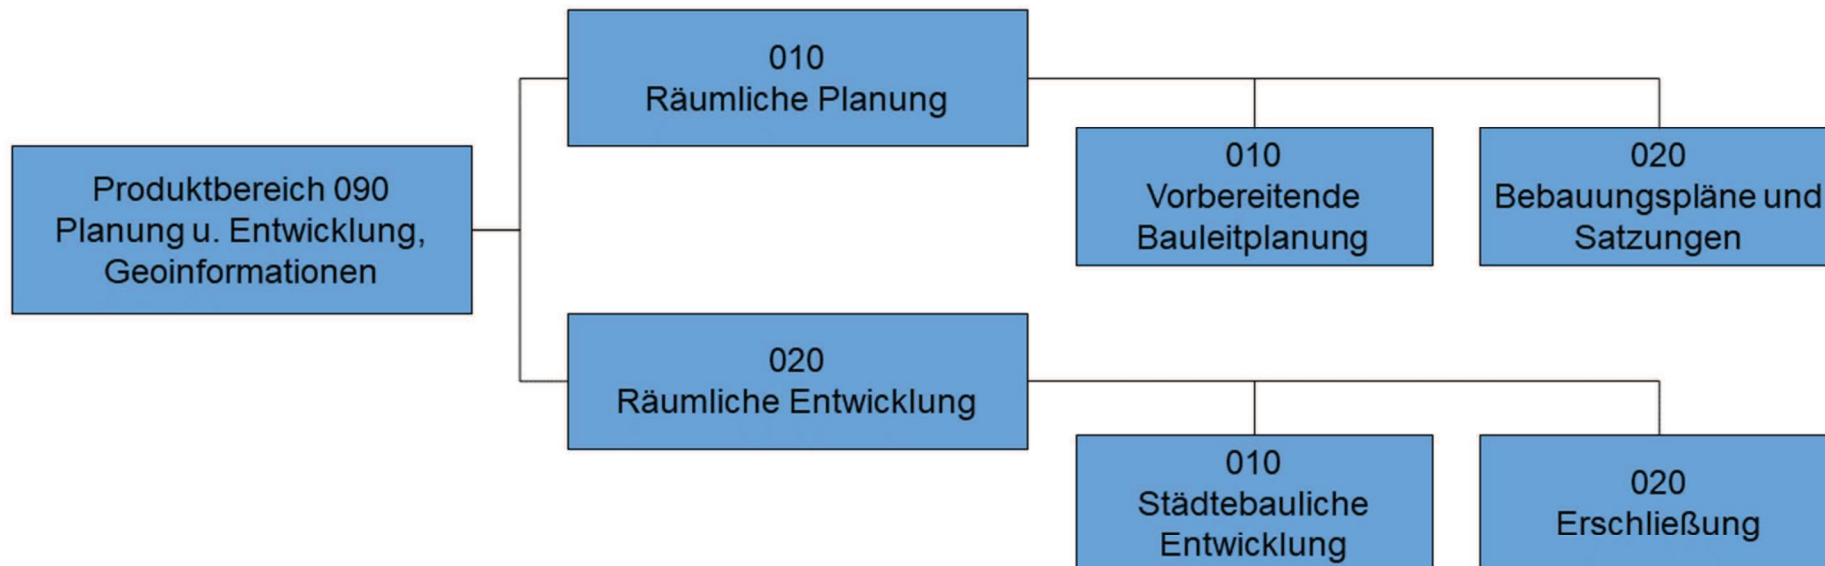 Produktbereich 090
Planung u. Entwicklung,
Geoinformationen
010
Räumliche Planung
010
Vorbereitende
Bauleitplanung
020
Bebauungspläne und
Satzungen
020
Räumliche Entwicklung
010
Städtebauliche
Entwicklung
020
Erschließung